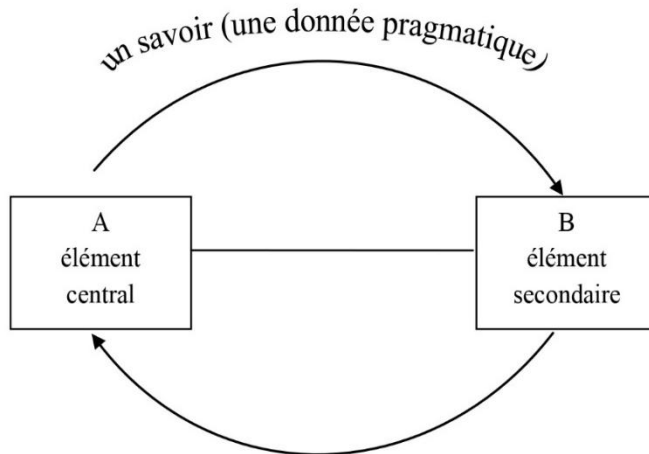 un savoir (une donnée pragmatique)
A
élément
central
B
élément
secondaire